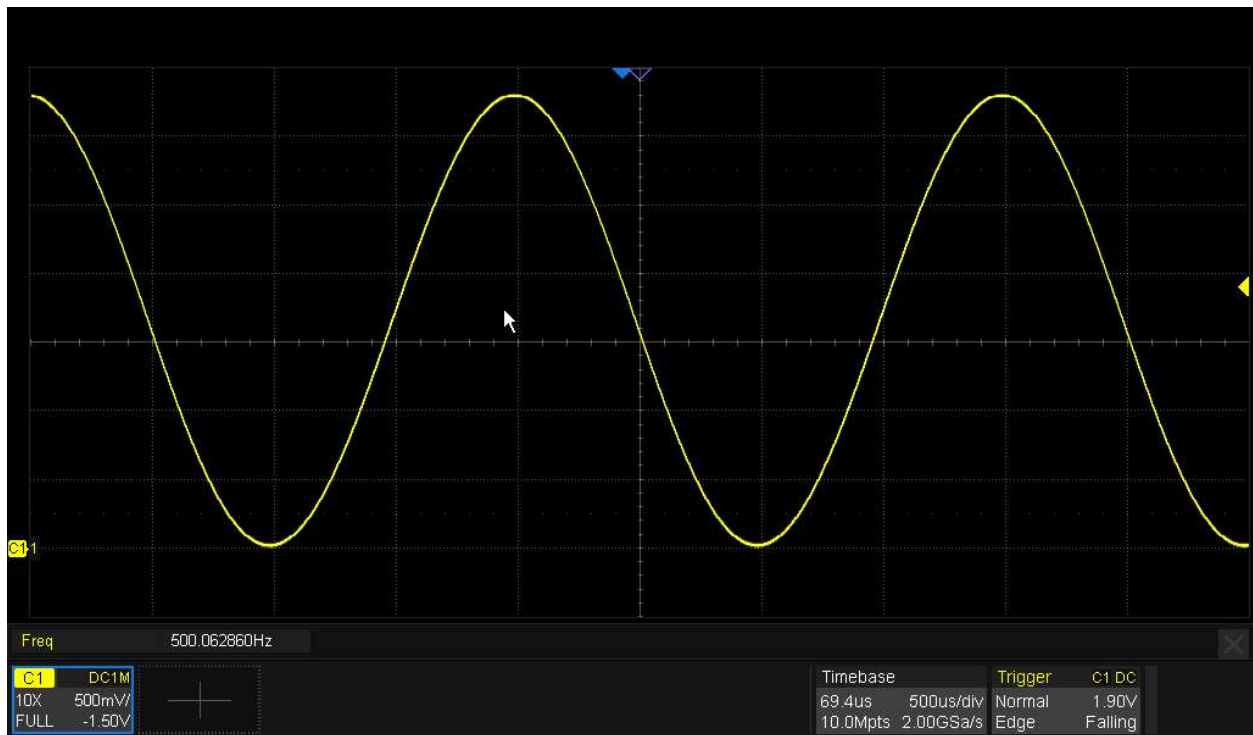 C1 1
Freq 500.062860Hz
C1 DC1M
10X 500mV/
FULL -1.50V
Timebase
69.4us 500us/div
10.0Mpts 2.00GSa/s
Trigger C1 DC
Normal 1.90V
Edge Falling